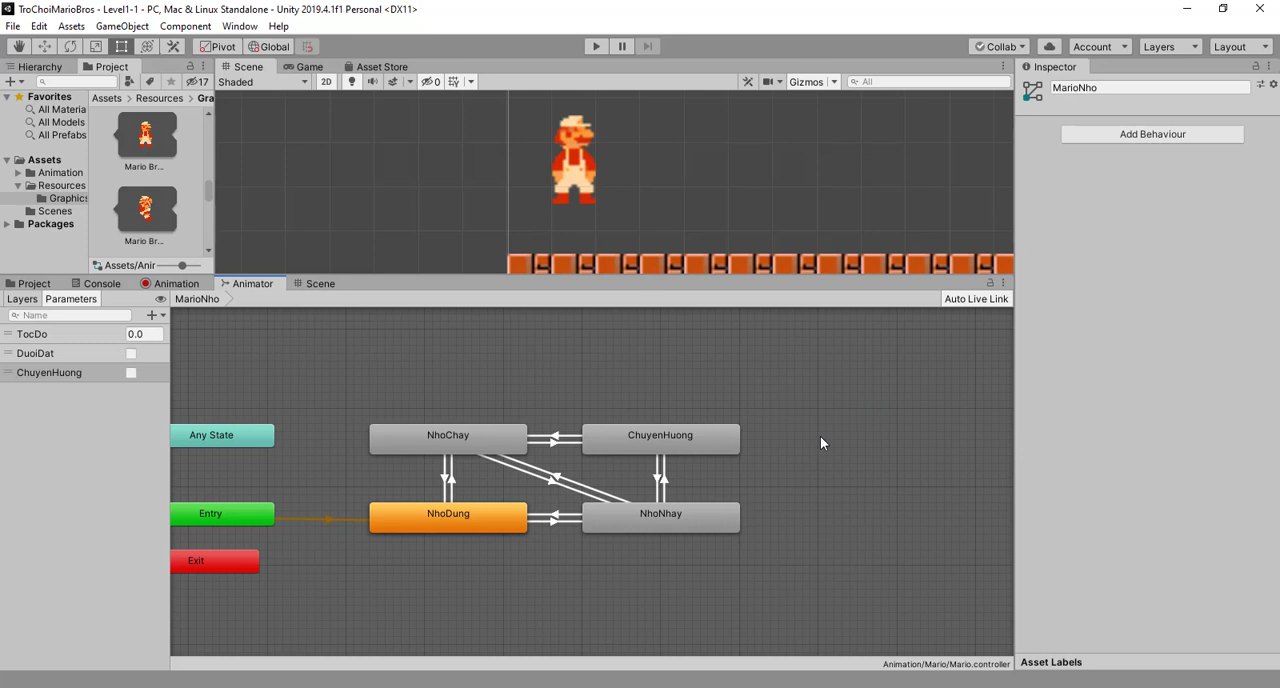 TroChoiMarioBros - Level1-1 - PC, Mac & Linux Standalone - Unity 2019.4.1f1 Personal <DX11>
File Edit Assets GameObject Component Window Help
Pivot Global Collab Account Layers Layout
Hierarchy Project Scene Game Asset Store Inspector
17 Shaded 2D 0 Gizmos All
MarioNho
Add Behaviour
Favorites
All Materia
All Models
All Prefabs
Assets
Animation
Resources
Graphics
Scenes
Packages
Assets Resources Gra
Mario Br...
Mario Br...
Assets/Anir
Project Console Animation Animator Scene
Layers Parameters MarioNho Auto Live Link
Name
TocDo 0.0
DuoiDat
ChuyenHuong
Any State NhoChay ChuyenHuong
Entry NhoDung NhoNhay
Exit
Animation/Mario/Mario.controller
Asset Labels